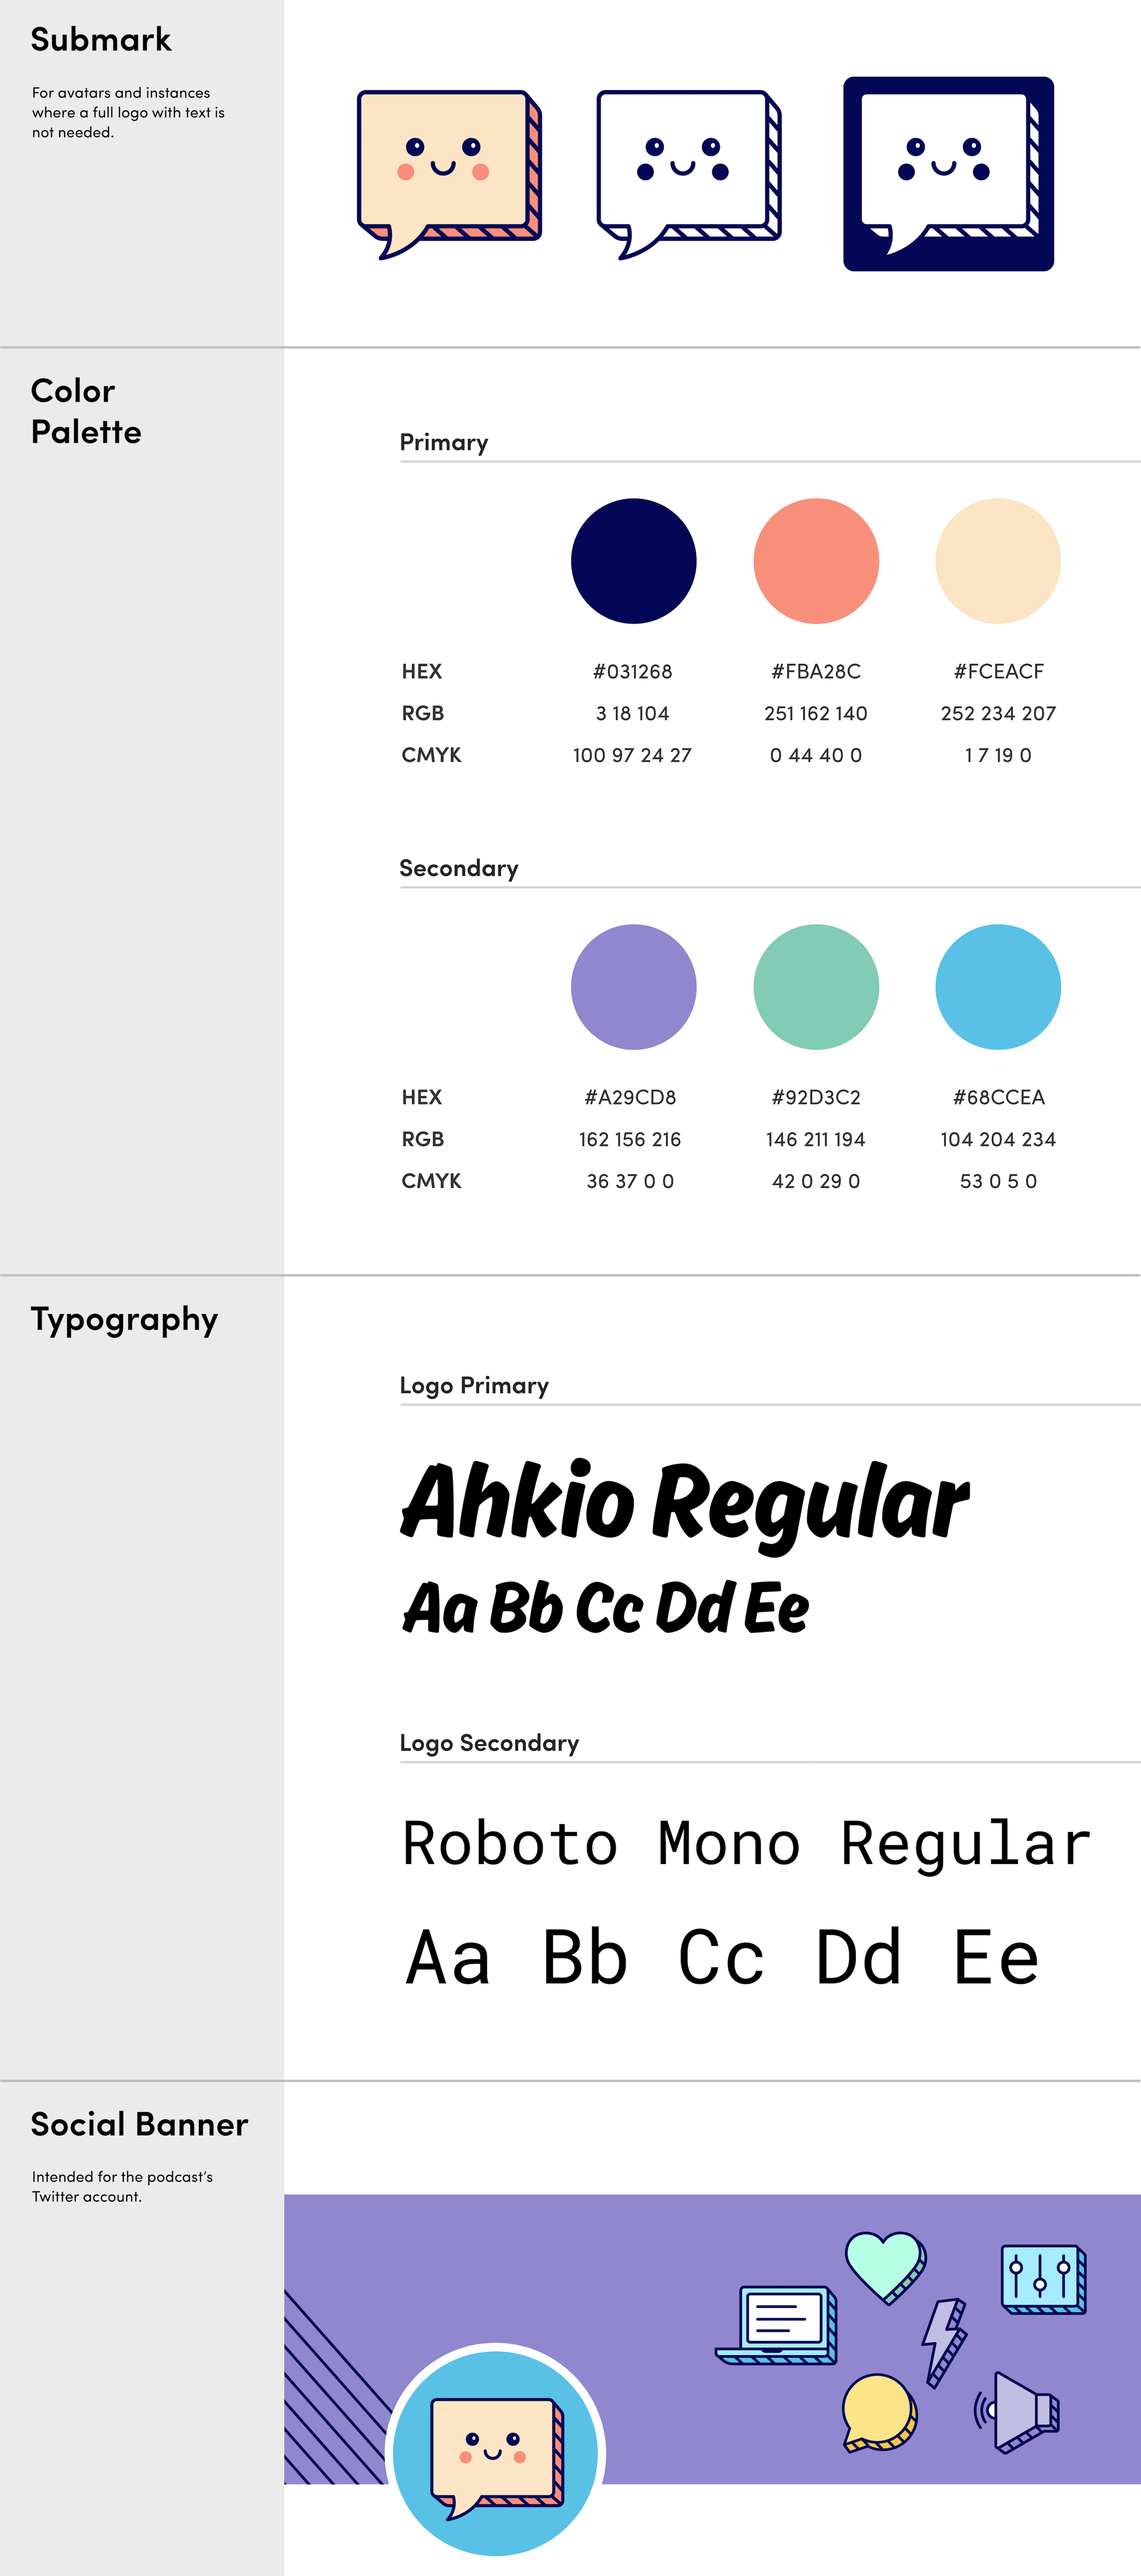 Submark
For avatars and instances
where a full logo with text is
not needed.
Color
Palette
Primary
HEX #031268 #FBA28C #FCEACF
RGB 3 18 104 251 162 140 252 234 207
CMYK 100 97 24 27 0 44 40 0 1 7 19 0
Secondary
HEX #A29CD8 #92D3C2 #68CCEA
RGB 162 156 216 146 211 194 104 204 234
CMYK 36 37 0 0 42 0 29 0 53 0 5 0
Typography
Logo Primary
Ahkio Regular
Aa Bb Cc Dd Ee
Logo Secondary
Roboto Mono Regular
Aa Bb Cc Dd Ee
Social Banner
Intended for the podcast’s
Twitter account.